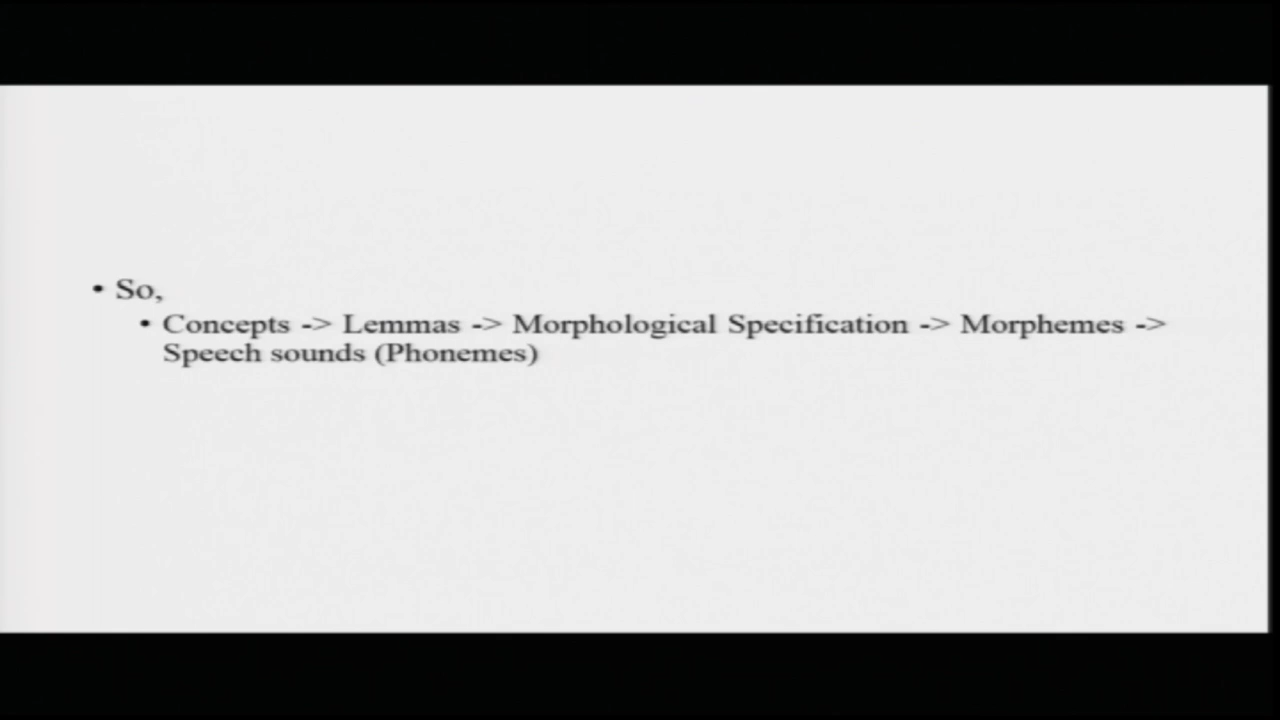 • So,
• Concepts -> Lemmas -> Morphological Specification -> Morphemes ->
Speech sounds (Phonemes)